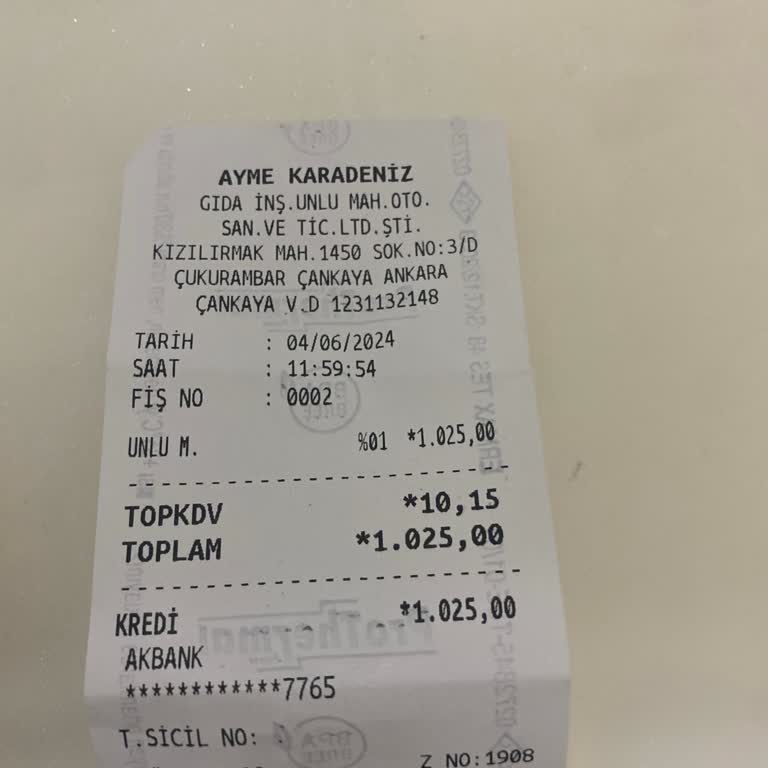 AYME KARADENİZ
GIDA İNŞ.UNLU MAH.OTO.
SAN.VE TİC.LTD.ŞTİ.
KIZILIRMAK MAH.1450 SOK.NO:3/D
ÇUKURAMBAR ÇANKAYA ANKARA
ÇANKAYA V.D 1231132148
TARİH : 04/06/2024
SAAT : 11:59:54
FİŞ NO : 0002
UNLU M. %01 *1.025,00
TOPKDV *10,15
TOPLAM *1.025,00
KREDİ *1.025,00
AKBANK
************7765
T.SİCİL NO:
Z NO:1908